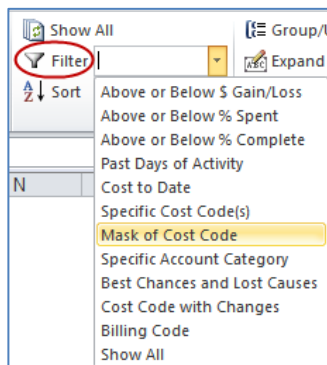 Show All
Group/U
Filter
Expand
Sort
Above or Below $ Gain/Loss
Above or Below % Spent
Above or Below % Complete
Past Days of Activity
Cost to Date
Specific Cost Code(s)
N
Mask of Cost Code
Specific Account Category
Best Chances and Lost Causes
Cost Code with Changes
Billing Code
Show All